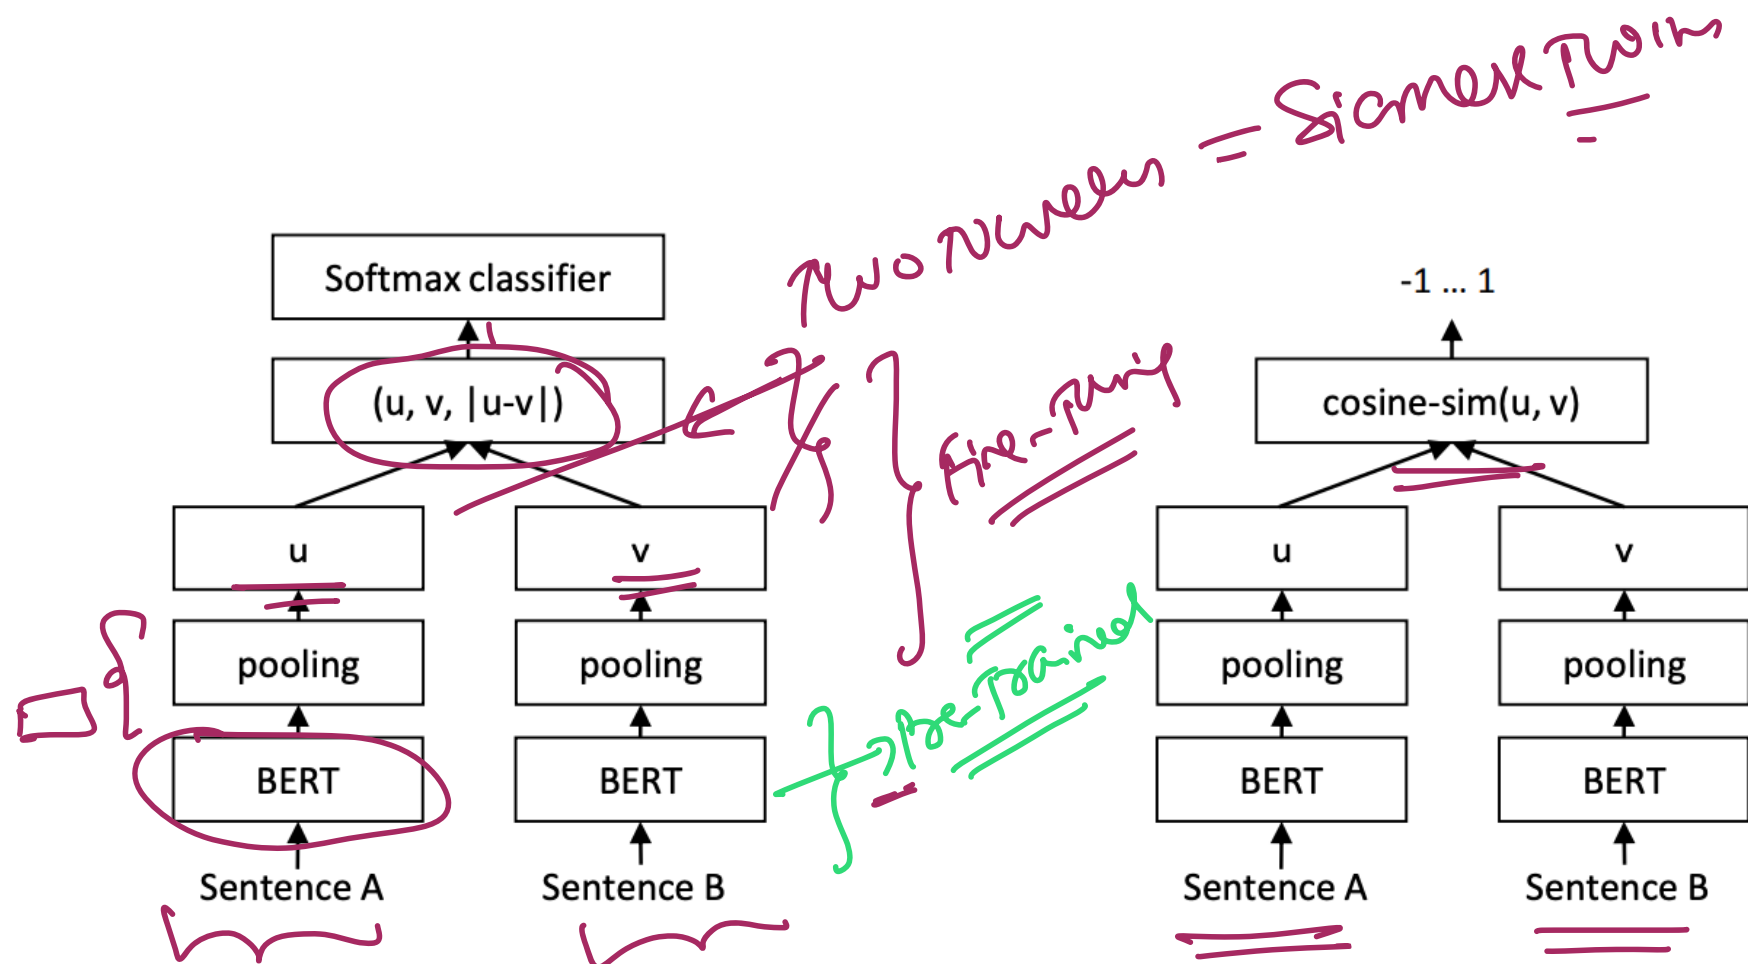 Two Networks = Siamese Twins
Softmax classifier
-1 ... 1
(u, v, |u-v|)
Fine-Tuning
cosine-sim(u, v)
u
v
u
v
Pre-Trained
pooling
pooling
pooling
pooling
BERT
BERT
BERT
BERT
Sentence A
Sentence B
Sentence A
Sentence B